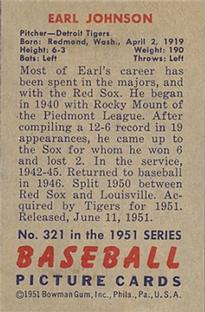 EARL JOHNSON
Pitcher—Detroit Tigers
Born: Redmond, Wash., April 2, 1919
Height: 6-3 Weight: 190
Bats: Left Throws: Left
Most of Earl's career has
been spent in the majors, and
with the Red Sox. He began
in 1940 with Rocky Mount of
the Piedmont League. After
compiling a 12-6 record in 19
appearances, he came up to
the Sox for whom he won 6
and lost 2. In the service,
1942-45. Returned to baseball
in 1946. Split 1950 between
Red Sox and Louisville. Ac-
quired by Tigers for 1951.
Released, June 11, 1951.
No. 321 in the 1951 SERIES
BASEBALL
PICTURE CARDS
©1951 Bowman Gum, Inc., Phila., Pa., U.S.A.